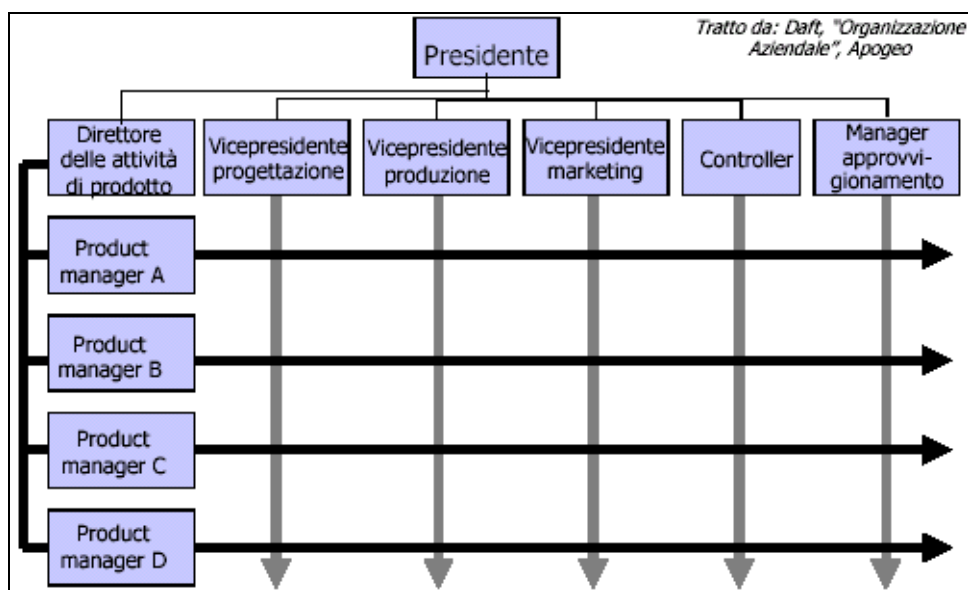 Tratto da: Daft, "Organizzazione
Aziendale", Apogeo
Presidente
Direttore
delle attività
di prodotto
Vicepresidente
progettazione
Vicepresidente
produzione
Vicepresidente
marketing
Controller
Manager
approvvi-
gionamento
Product
manager A
Product
manager B
Product
manager C
Product
manager D